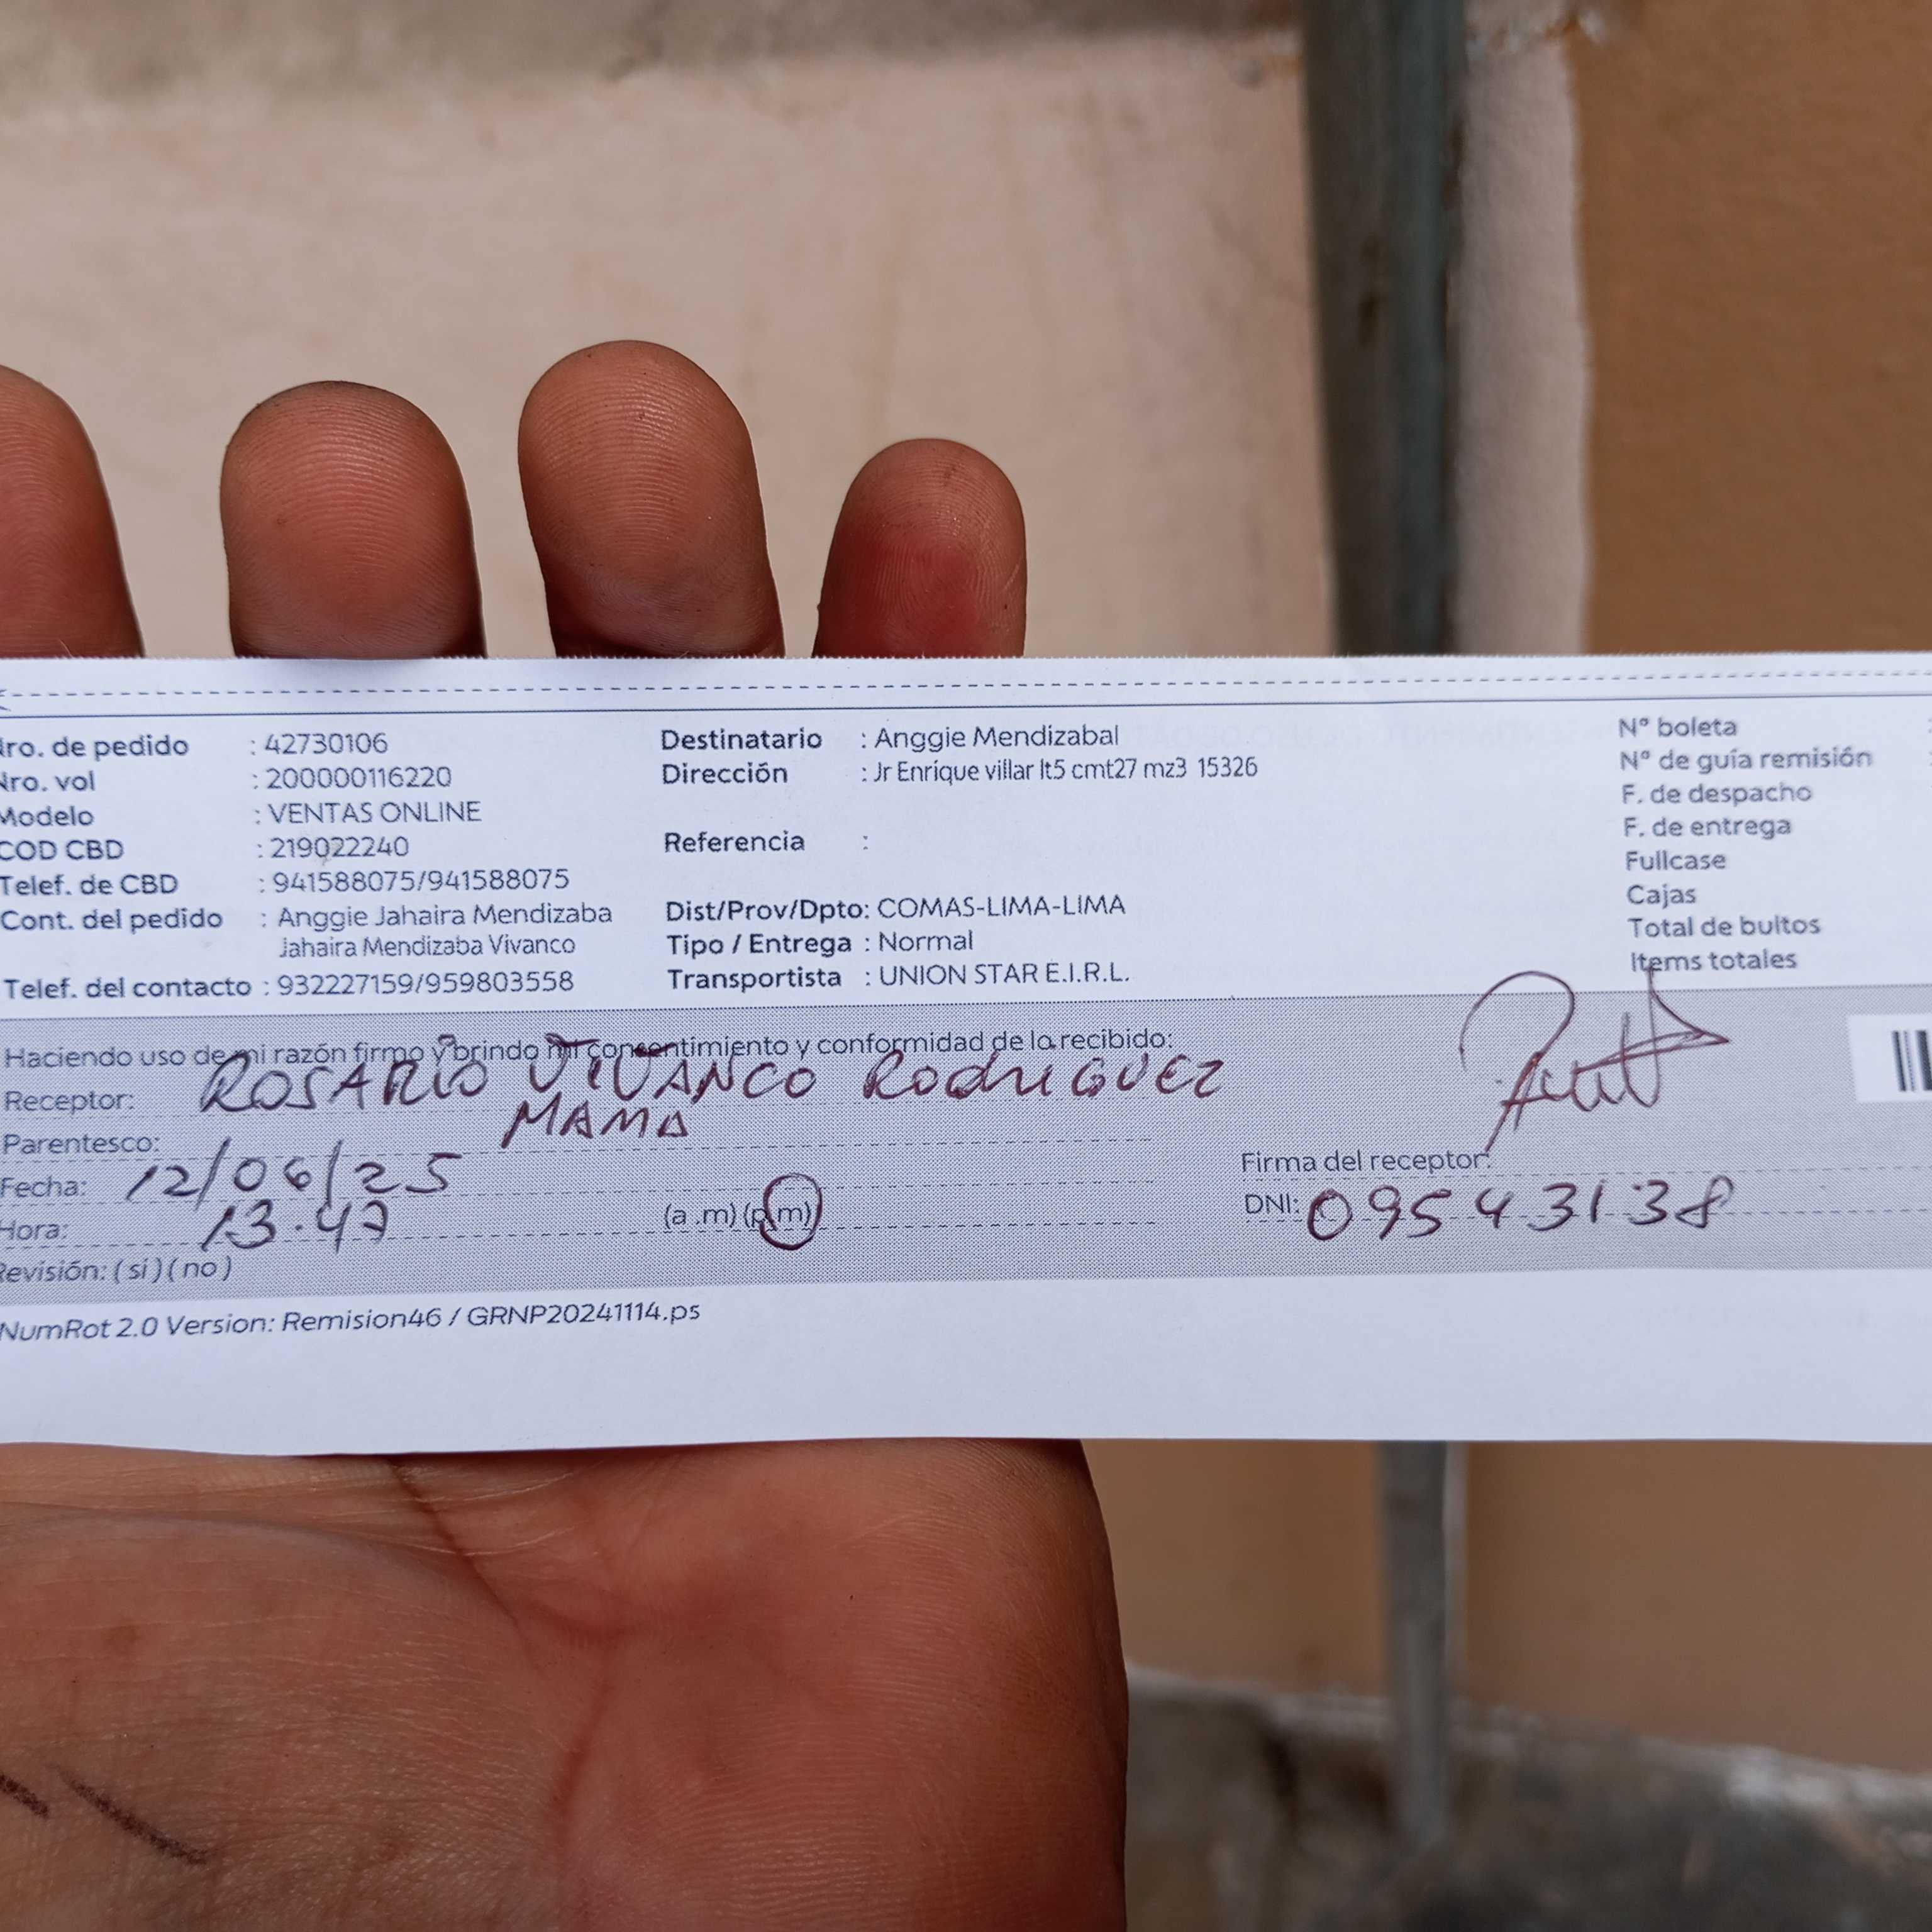 Nro. de pedido : 42730106
Nro. vol : 200000116220
Modelo : VENTAS ONLINE
COD CBD : 219022240
Telef. de CBD : 941588075/941588075
Cont. del pedido : Anggie Jahaira Mendizaba
Jahaira Mendizaba Vivanco
Telef. del contacto : 932227159/959803558
Destinatario : Anggie Mendizabal
Dirección : Jr Enrique villar lt5 cmt27 mz3 15326
Referencia :
Dist/Prov/Dpto: COMAS-LIMA-LIMA
Tipo / Entrega : Normal
Transportista : UNION STAR E.I.R.L.
N° boleta
N° de guía remisión
F. de despacho
F. de entrega
Fullcase
Cajas
Total de bultos
Items totales
Haciendo uso de mi razón firmo y brindo mi consentimiento y conformidad de lo recibido:
Receptor: ROSARIO VIVANCO RODRIGUEZ
Parentesco: MAMA
Fecha: 12/06/25
Hora: 13.47 (a .m) (p.m)
Revisión: (si) (no)
Firma del receptor:
DNI: 09543138
NumRot 2.0 Version: Remision46 / GRNP20241114.ps